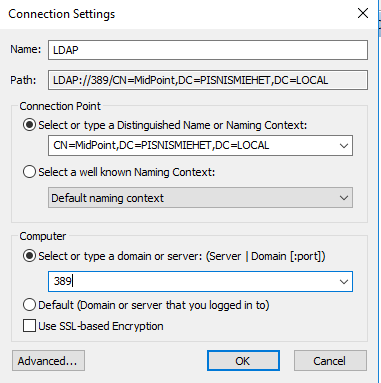 Connection Settings
Name: LDAP
Path: LDAP://389/CN=MidPoint,DC=PISNISMIEHET,DC=LOCAL
Connection Point
Select or type a Distinguished Name or Naming Context:
CN=MidPoint,DC=PISNISMIEHET,DC=LOCAL
Select a well known Naming Context:
Default naming context
Computer
Select or type a domain or server: (Server | Domain [:port])
389
Default (Domain or server that you logged in to)
Use SSL-based Encryption
Advanced... OK Cancel